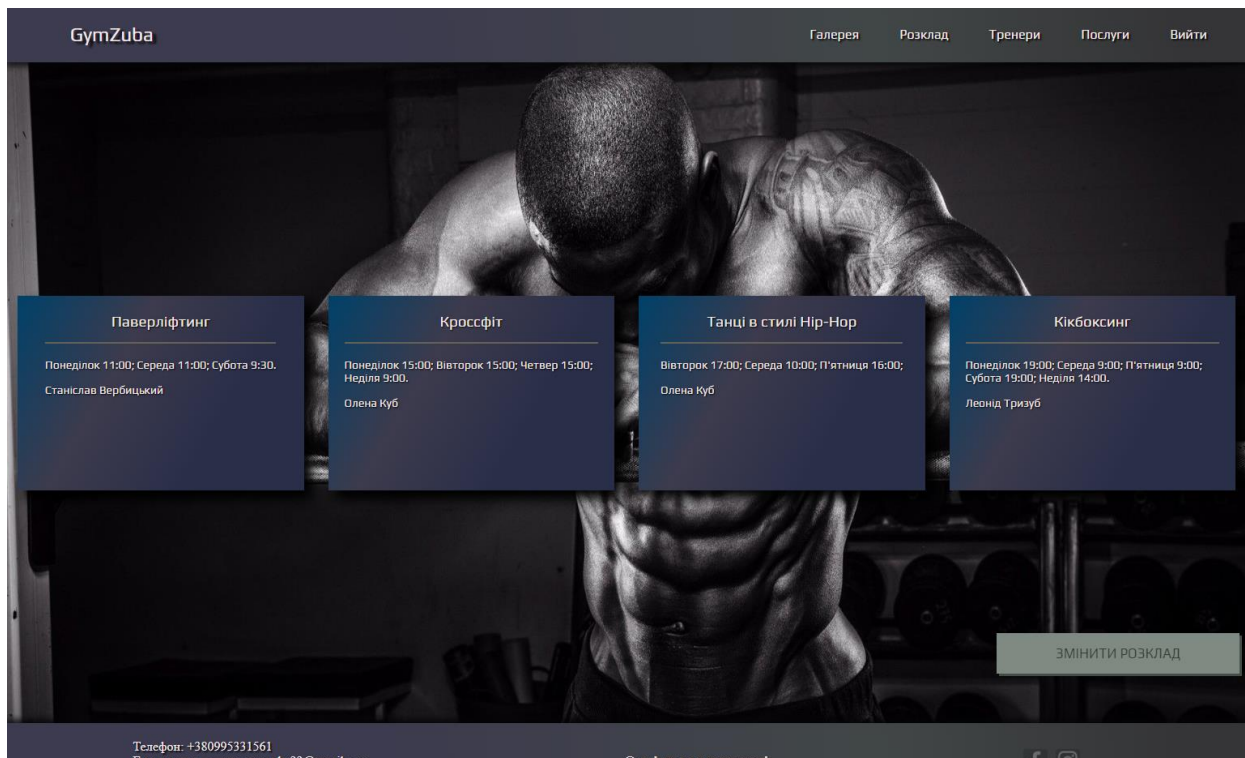 GymZuba
Галерея Розклад Тренери Послуги Вийти
Паверліфтинг
Понеділок 11:00; Середа 11:00; Субота 9:30.
Станіслав Вербицький
Кроссфіт
Понеділок 15:00; Вівторок 15:00; Четвер 15:00;
Неділя 9:00.
Олена Куб
Танці в стилі Hip-Hop
Вівторок 17:00; Середа 10:00; П'ятниця 16:00;
Олена Куб
Кікбоксинг
Понеділок 19:00; Середа 9:00; П'ятниця 9:00;
Субота 19:00; Неділя 14:00.
Леонід Тризуб
ЗМІНИТИ РОЗКЛАД
Телефон: +380995331561